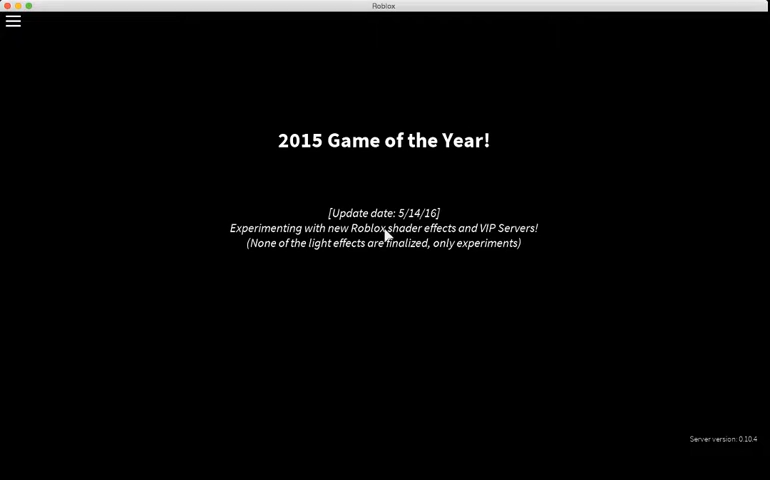 Roblox
2015 Game of the Year!
[Update date: 5/14/16]
Experimenting with new Roblox shader effects and VIP Servers!
(None of the light effects are finalized, only experiments)
Server version: 0.10.4